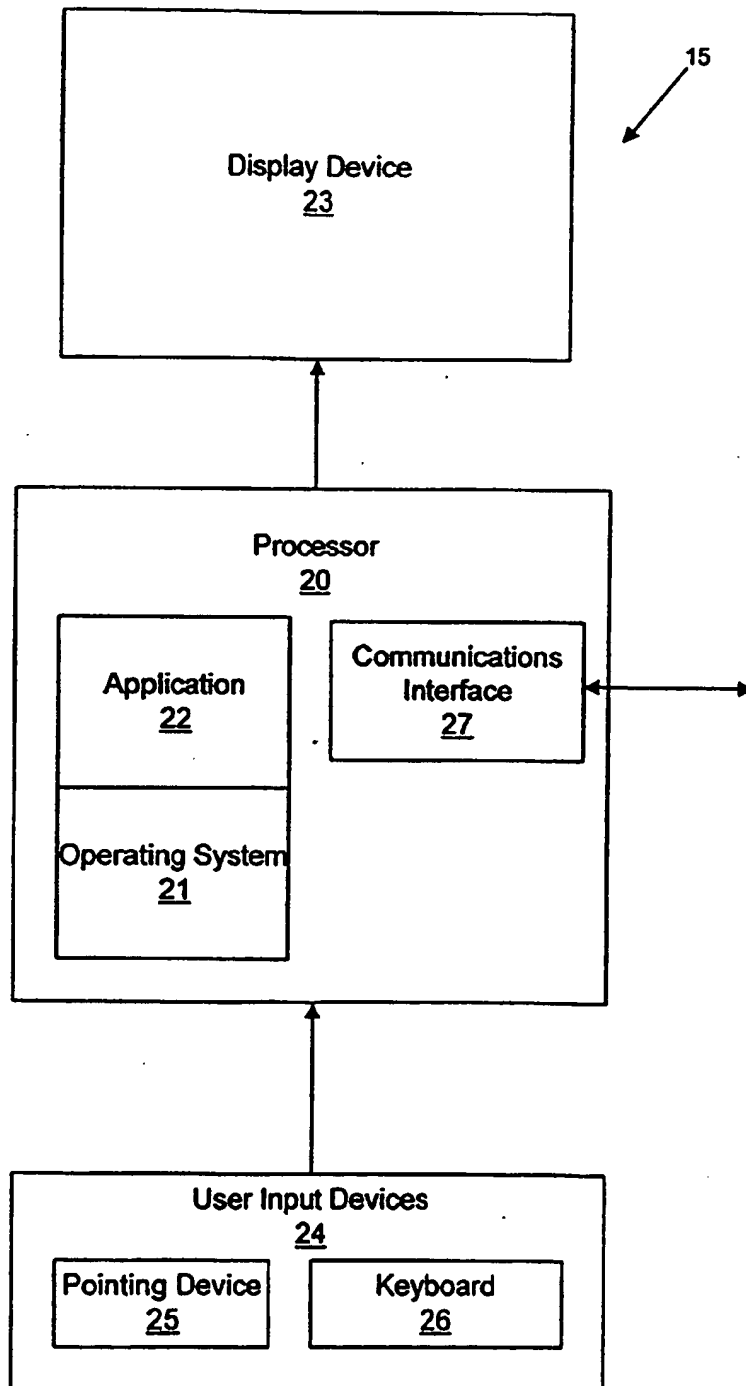 15
Display Device
23
Processor
20
Application
22
Communications
Interface
27
Operating System
21
User Input Devices
24
Pointing Device
25
Keyboard
26